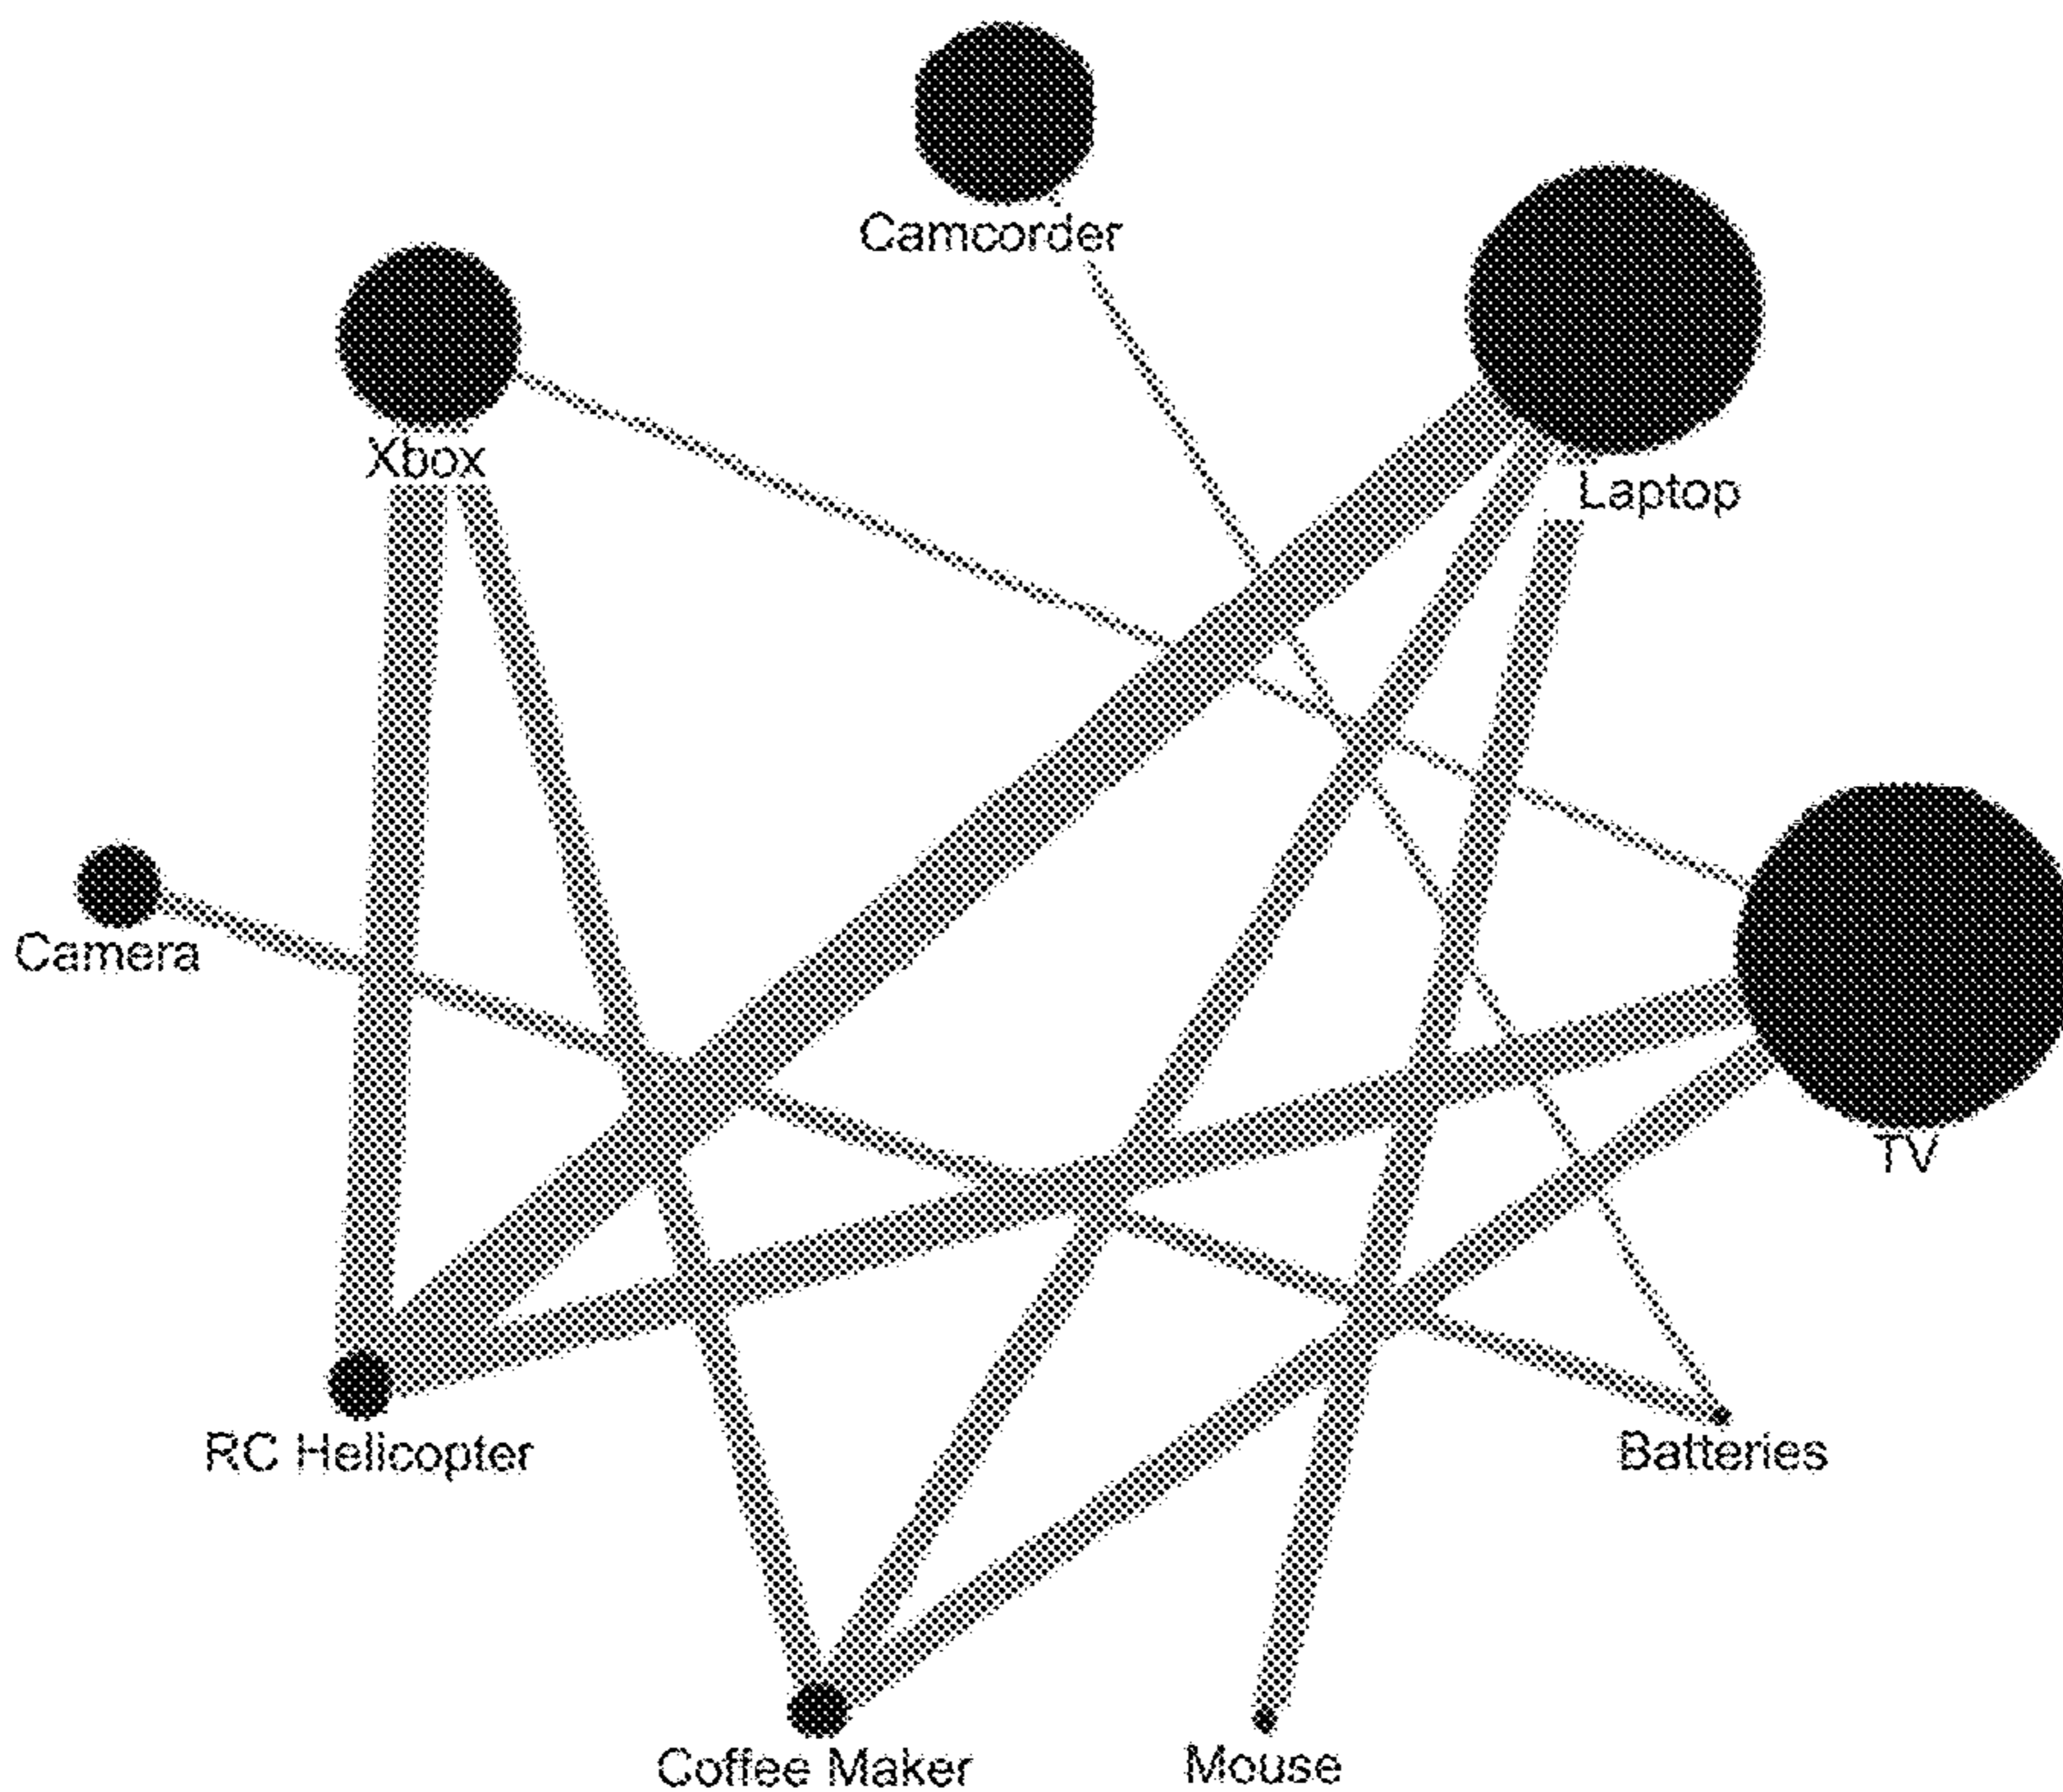 Camcorder
Xbox
Laptop
Camera
TV
RC Helicopter
Batteries
Coffee Maker
Mouse